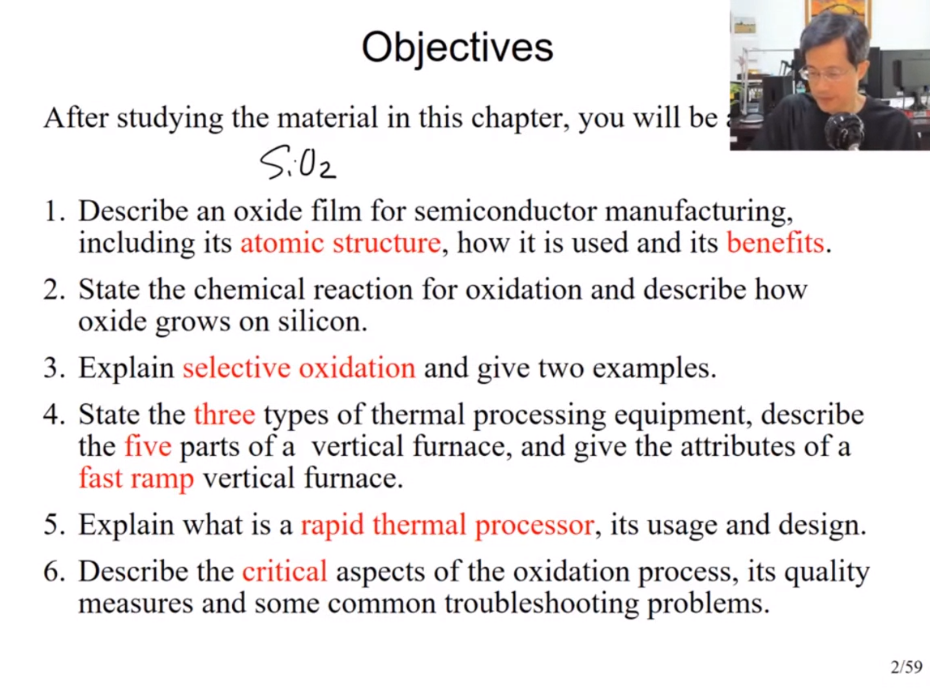 Objectives
After studying the material in this chapter, you will be
SiO2
1. Describe an oxide film for semiconductor manufacturing,
including its atomic structure, how it is used and its benefits.
2. State the chemical reaction for oxidation and describe how
oxide grows on silicon.
3. Explain selective oxidation and give two examples.
4. State the three types of thermal processing equipment, describe
the five parts of a vertical furnace, and give the attributes of a
fast ramp vertical furnace.
5. Explain what is a rapid thermal processor, its usage and design.
6. Describe the critical aspects of the oxidation process, its quality
measures and some common troubleshooting problems.
2/59